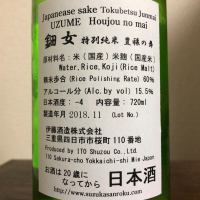 Japanease sake Tokubetsu Junmai
UZUME Houjou no mai
鈿女 特別純米 豊穣の舞
原材料名:米(国産米)米麹(国産米)
Water,Rice,Koji(Rice Malt)
精米歩合 (Rice Polishing Rate) 60%
アルコール分 (Alc,by vol) 15.5%
日本酒度: -4 内容量: 720ml
製造年月 2018.11 (Lot No.)
伊藤酒造株式会社
三重県四日市市桜町110番地
Produced by ITO Shuzou Co., Ltd.
110 Sakura-cho Yokkaich-shi Mie Japan
お酒は20歳に
なってから
日本酒
www.suzukasanroku.com